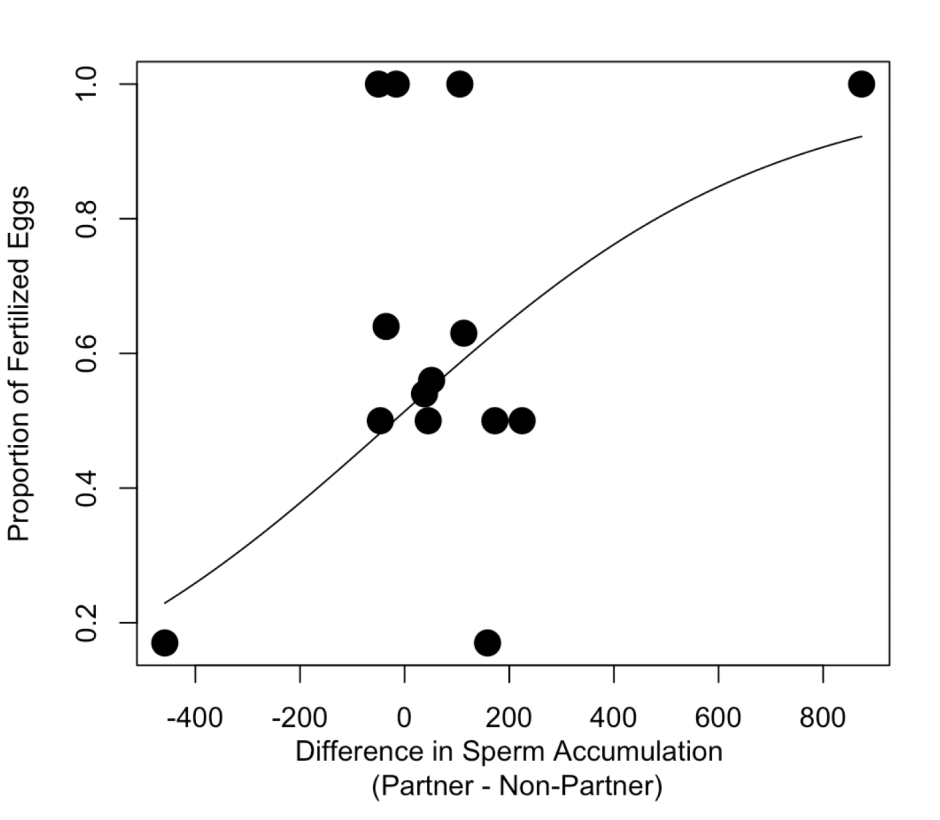 Proportion of Fertilized Eggs
1.0
0.8
0.6
0.4
0.2
-400 -200 0 200 400 600 800
Difference in Sperm Accumulation
(Partner - Non-Partner)